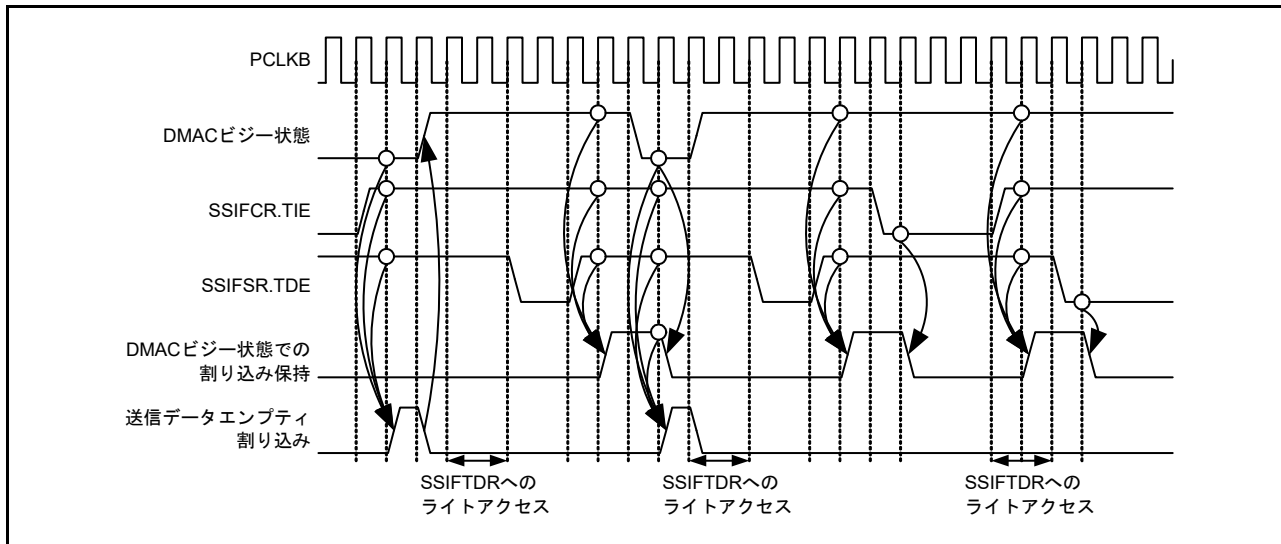 PCLKB
DMACビジー状態
SSIFCR.TIE
SSIFSR.TDE
DMACビジー状態での
割り込み保持
送信データエンプティ
割り込み
SSIFTDRへの
ライトアクセス
SSIFTDRへの
ライトアクセス
SSIFTDRへの
ライトアクセス